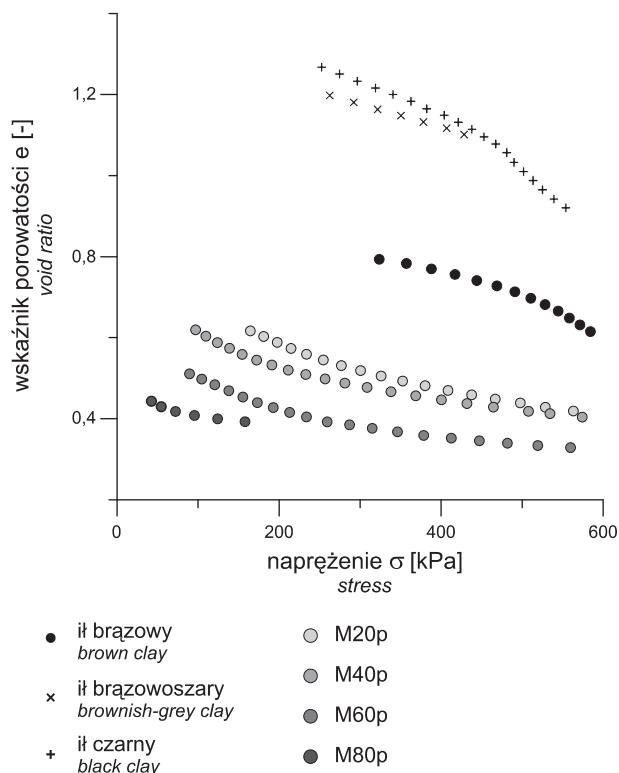 wskaźnik porowatości e [-]
void ratio
1,2
0,8
0,4
0
200
400
600
naprężenie σ [kPa]
stress
ił brązowy
brown clay
ił brązowoszary
brownish-grey clay
ił czarny
black clay
M20p
M40p
M60p
M80p